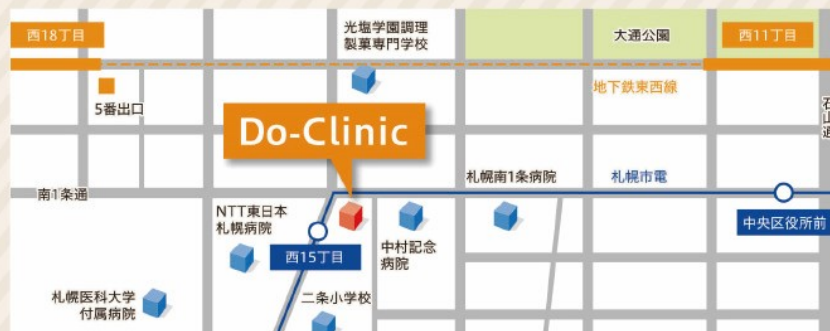 西18丁目
光塩学園調理
製菓専門学校
大通公園
西11丁目
5番出口
地下鉄東西線
石山通
Do-Clinic
南1条通
札幌南1条病院
札幌市電
NTT東日本
札幌病院
中央区役所前
西15丁目
中村記念
病院
札幌医科大学
付属病院
二条小学校